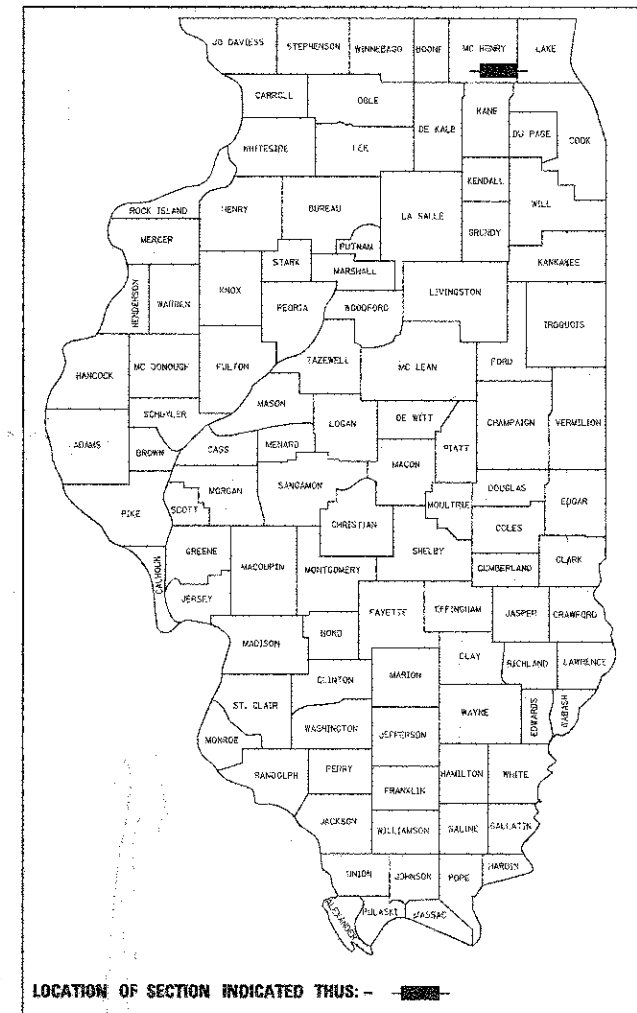 JO DAVIESS STEPHENSON WINNEBAGO BOONE MC HENRY LAKE
CARROLL OGLE DE KALB KANE DU PAGE COOK
WHITESIDE LEE KENDALL WILL
ROCK ISLAND HENRY BUREAU LA SALLE GRUNDY
MERCER PUTNAM KANKAKEE
STARK MARSHALL
HENDERSON WARREN KNOX PEORIA WOODFORD LIVINGSTON IROQUOIS
HANCOCK MC DONOUGH FULTON TAZEWELL MC LEAN FORD
MASON
SCHUYLER LOGAN DE WITT CHAMPAIGN VERMILION
ADAMS BROWN CASS MENARD PIATT
MACON
PIKE SCOTT MORGAN SANGAMON MOULTRIE DOUGLAS EDGAR
CHRISTIAN COLES
GREENE MACOUPIN MONTGOMERY SHELBY CUMBERLAND CLARK
CALHOUN JERSEY
FAYETTE EFFINGHAM JASPER CRAWFORD
MADISON BOND
CLAY RICHLAND LAWRENCE
CLINTON MARION
ST. CLAIR WAYNE EDWARDS WABASH
MONROE WASHINGTON JEFFERSON
RANDOLPH PERRY HAMILTON WHITE
FRANKLIN
JACKSON WILLIAMSON SALINE GALLATIN
UNION JOHNSON POPE HARDIN
ALEXANDER PULASKI MASSAC
LOCATION OF SECTION INDICATED THUS: -